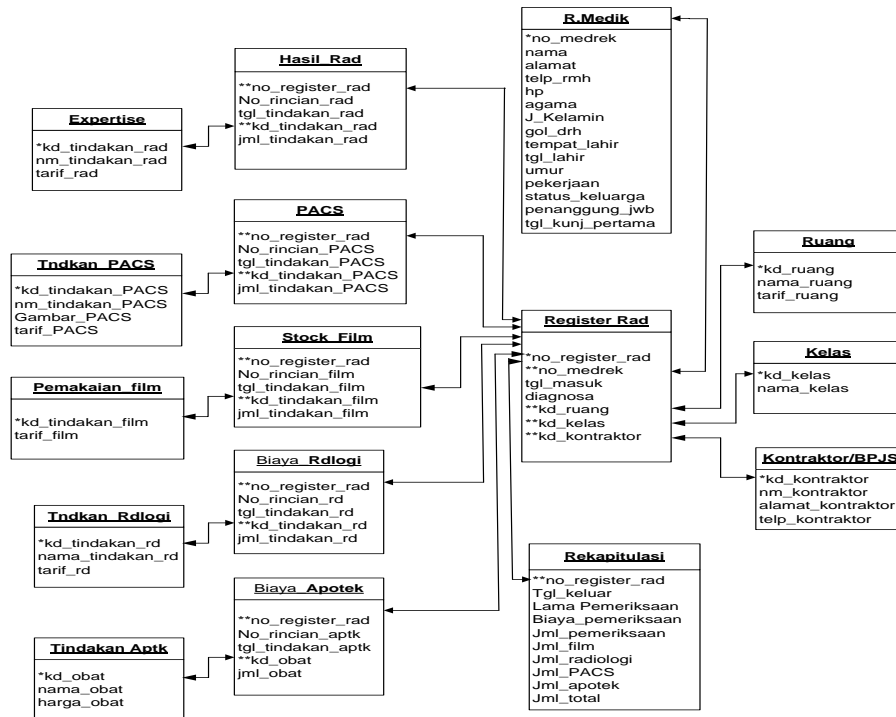 R.Medik
*no_medrek
nama
alamat
telp_rmh
hp
agama
J_Kelamin
gol_drh
tempat_lahir
tgl_lahir
umur
pekerjaan
status_keluarga
penanggung_jwb
tgl_kunj_pertama
Hasil_Rad
**no_register_rad
No_rincian_rad
tgl_tindakan_rad
**kd_tindakan_rad
jml_tindakan_rad
Expertise
*kd_tindakan_rad
nm_tindakan_rad
tarif_rad
PACS
**no_register_rad
No_rincian_PACS
tgl_tindakan_PACS
**kd_tindakan_PACS
jml_tindakan_PACS
Tndkan_PACS
*kd_tindakan_PACS
nm_tindakan_PACS
Gambar_PACS
tarif_PACS
Stock_Film
**no_register_rad
No_rincian_film
tgl_tindakan_film
**kd_tindakan_film
jml_tindakan_film
Pemakaian_film
*kd_tindakan_film
tarif_film
Biaya_Rdlogi
**no_register_rad
No_rincian_rd
tgl_tindakan_rd
**kd_tindakan_rd
jml_tindakan_rd
Tndkan_Rdlogi
*kd_tindakan_rd
nama_tindakan_rd
tarif_rd
Biaya_Apotek
**no_register_rad
No_rincian_aptk
tgl_tindakan_aptk
**kd_obat
jml_obat
Tindakan Aptk
*kd_obat
nama_obat
harga_obat
Register Rad
*no_register_rad
**no_medrek
tgl_masuk
diagnosa
**kd_ruang
**kd_kelas
**kd_kontraktor
Ruang
*kd_ruang
nama_ruang
tarif_ruang
Kelas
*kd_kelas
nama_kelas
Kontraktor/BPJS
*kd_kontraktor
nm_kontraktor
alamat_kontraktor
telp_kontraktor
Rekapitulasi
**no_register_rad
Tgl_keluar
Lama Pemeriksaan
Biaya_pemeriksaan
Jml_pemeriksaan
Jml_film
Jml_radiologi
Jml_PACS
Jml_apotek
Jml_total